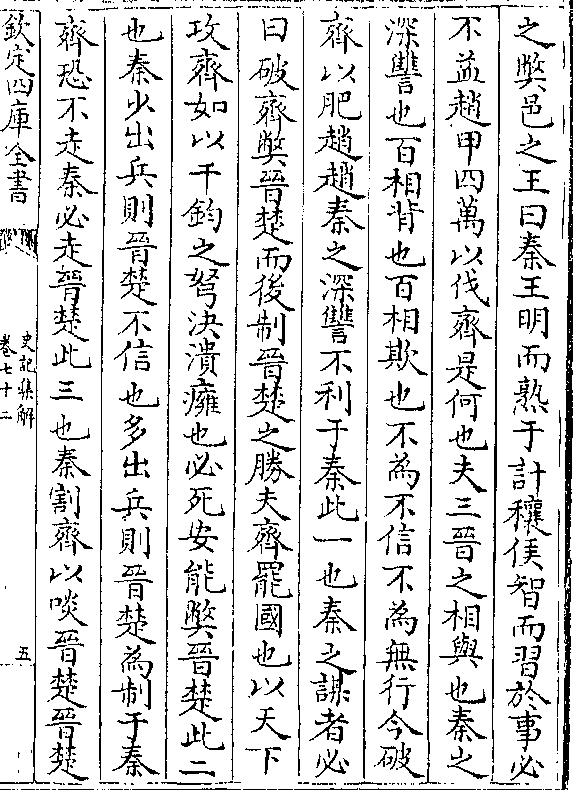 之獘邑之王曰秦王明而熟于計穰侯智而習於事必
不益趙甲四萬以伐齊是何也夫三晉之相與也秦之
深讐也百相背也百相欺也不為不信不為無行今破
齊以肥趙趙秦之深讐不利于秦此一也秦之謀者必
曰破齊獘晉楚而後制晉楚之勝夫齊罷國也以天下
攻齊如以千鈞之弩決潰癰也必死安能獘晉楚此二
也秦少出兵則晉楚不信也多出兵則晉楚為制于秦
齊恐不走秦必走晉楚此三也秦割齊以啖晉楚晉楚
欽定四庫全書
史記集解
卷七十二
五